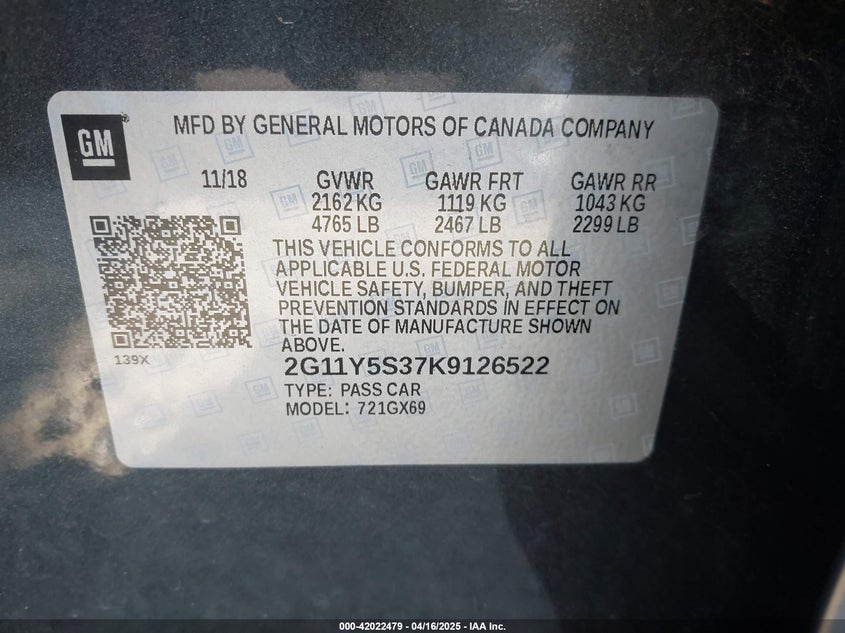 GM
MFD BY GENERAL MOTORS OF CANADA COMPANY
11/18 GVWR GAWR FRT GAWR RR
2162 KG 1119 KG 1043 KG
4765 LB 2467 LB 2299 LB
THIS VEHICLE CONFORMS TO ALL
APPLICABLE U.S. FEDERAL MOTOR
VEHICLE SAFETY, BUMPER, AND THEFT
PREVENTION STANDARDS IN EFFECT ON
THE DATE OF MANUFACTURE SHOWN
ABOVE.
139X
2G11Y5S37K9126522
TYPE: PASS CAR
MODEL: 721GX69
000-42022479 - 04/16/2025 - IAA Inc.